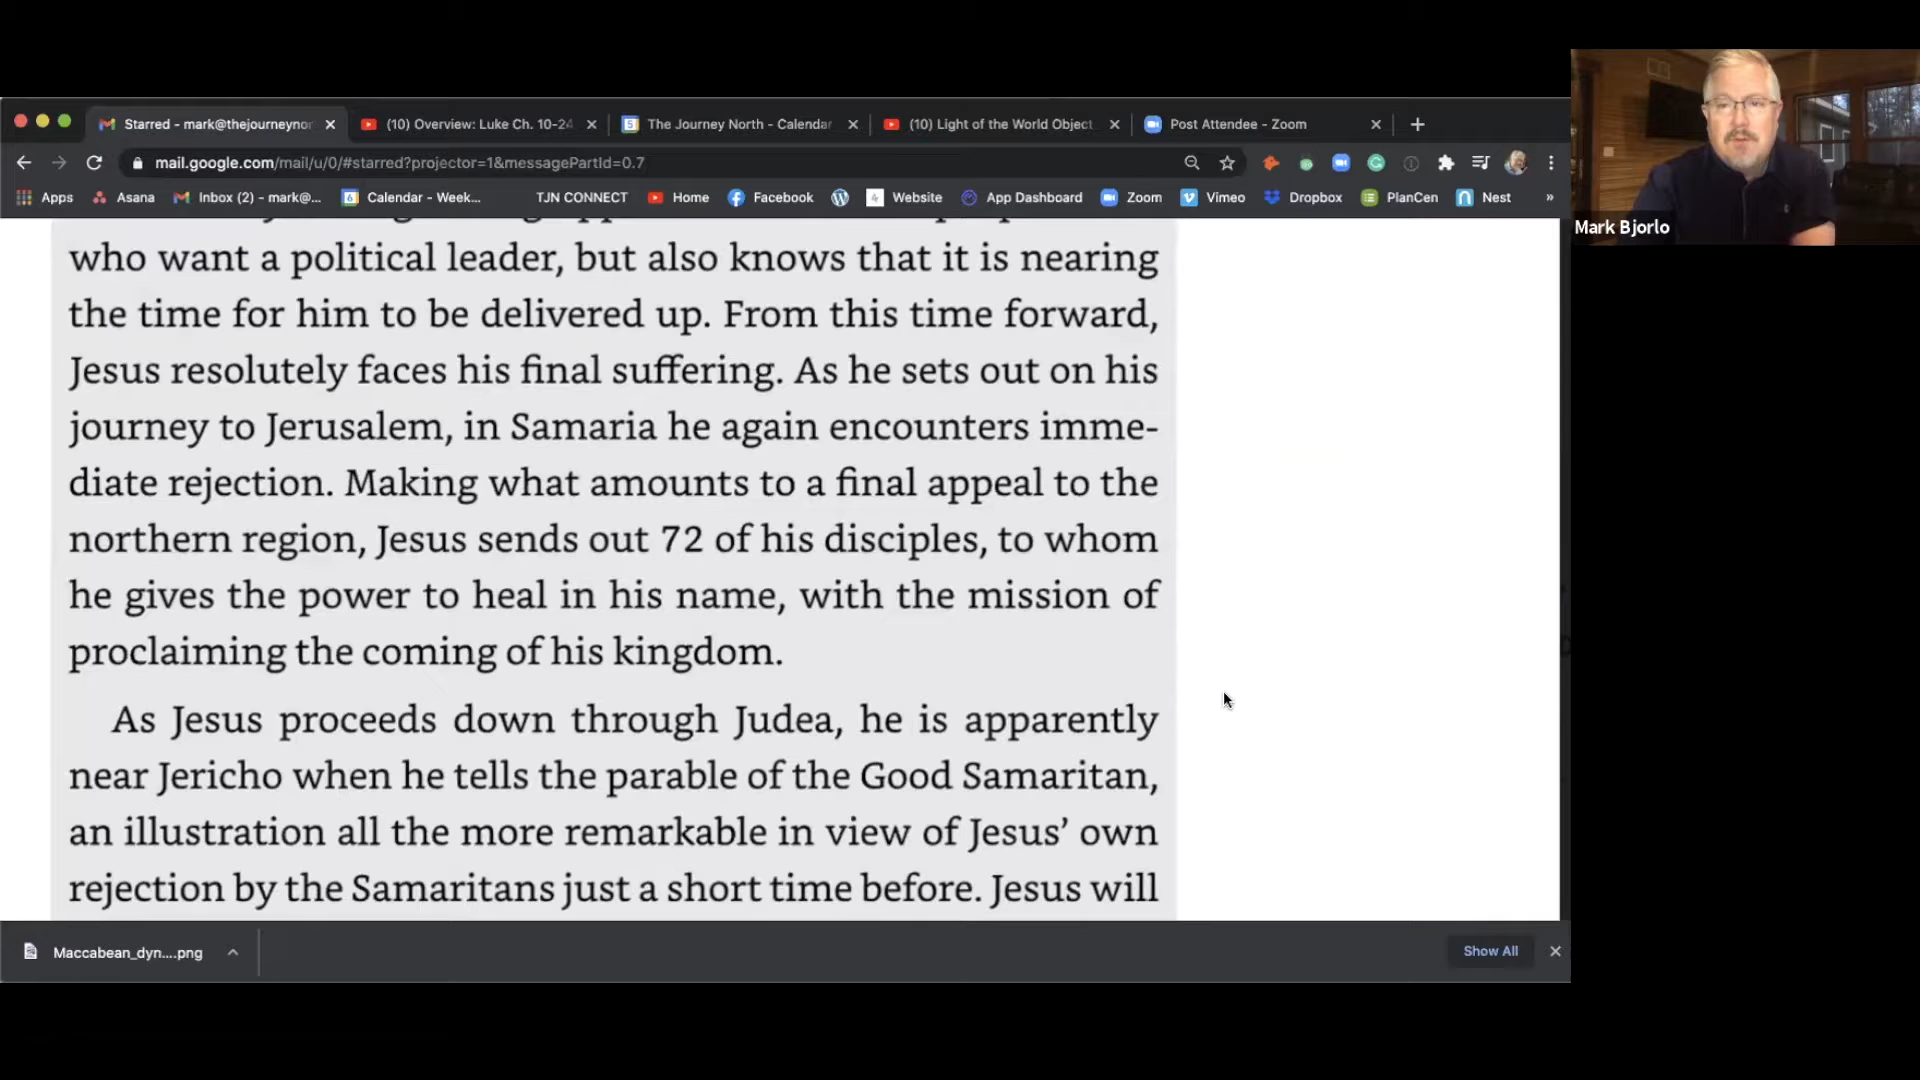 Starred - mark@thejourneynor
(10) Overview: Luke Ch. 10-24
The Journey North - Calendar
(10) Light of the World Object
Post Attendee - Zoom
mail.google.com/mail/u/0/#starred?projector=1&messagePartId=0.7
Apps
Asana
Inbox (2) - mark@...
Calendar - Week...
TJN CONNECT
Home
Facebook
Website
App Dashboard
Zoom
Vimeo
Dropbox
PlanCen
Nest
»
Mark Bjorlo
who want a political leader, but also knows that it is nearing
the time for him to be delivered up. From this time forward,
Jesus resolutely faces his final suffering. As he sets out on his
journey to Jerusalem, in Samaria he again encounters imme-
diate rejection. Making what amounts to a final appeal to the
northern region, Jesus sends out 72 of his disciples, to whom
he gives the power to heal in his name, with the mission of
proclaiming the coming of his kingdom.
As Jesus proceeds down through Judea, he is apparently
near Jericho when he tells the parable of the Good Samaritan,
an illustration all the more remarkable in view of Jesus’ own
rejection by the Samaritans just a short time before. Jesus will
Maccabean_dyn....png
Show All